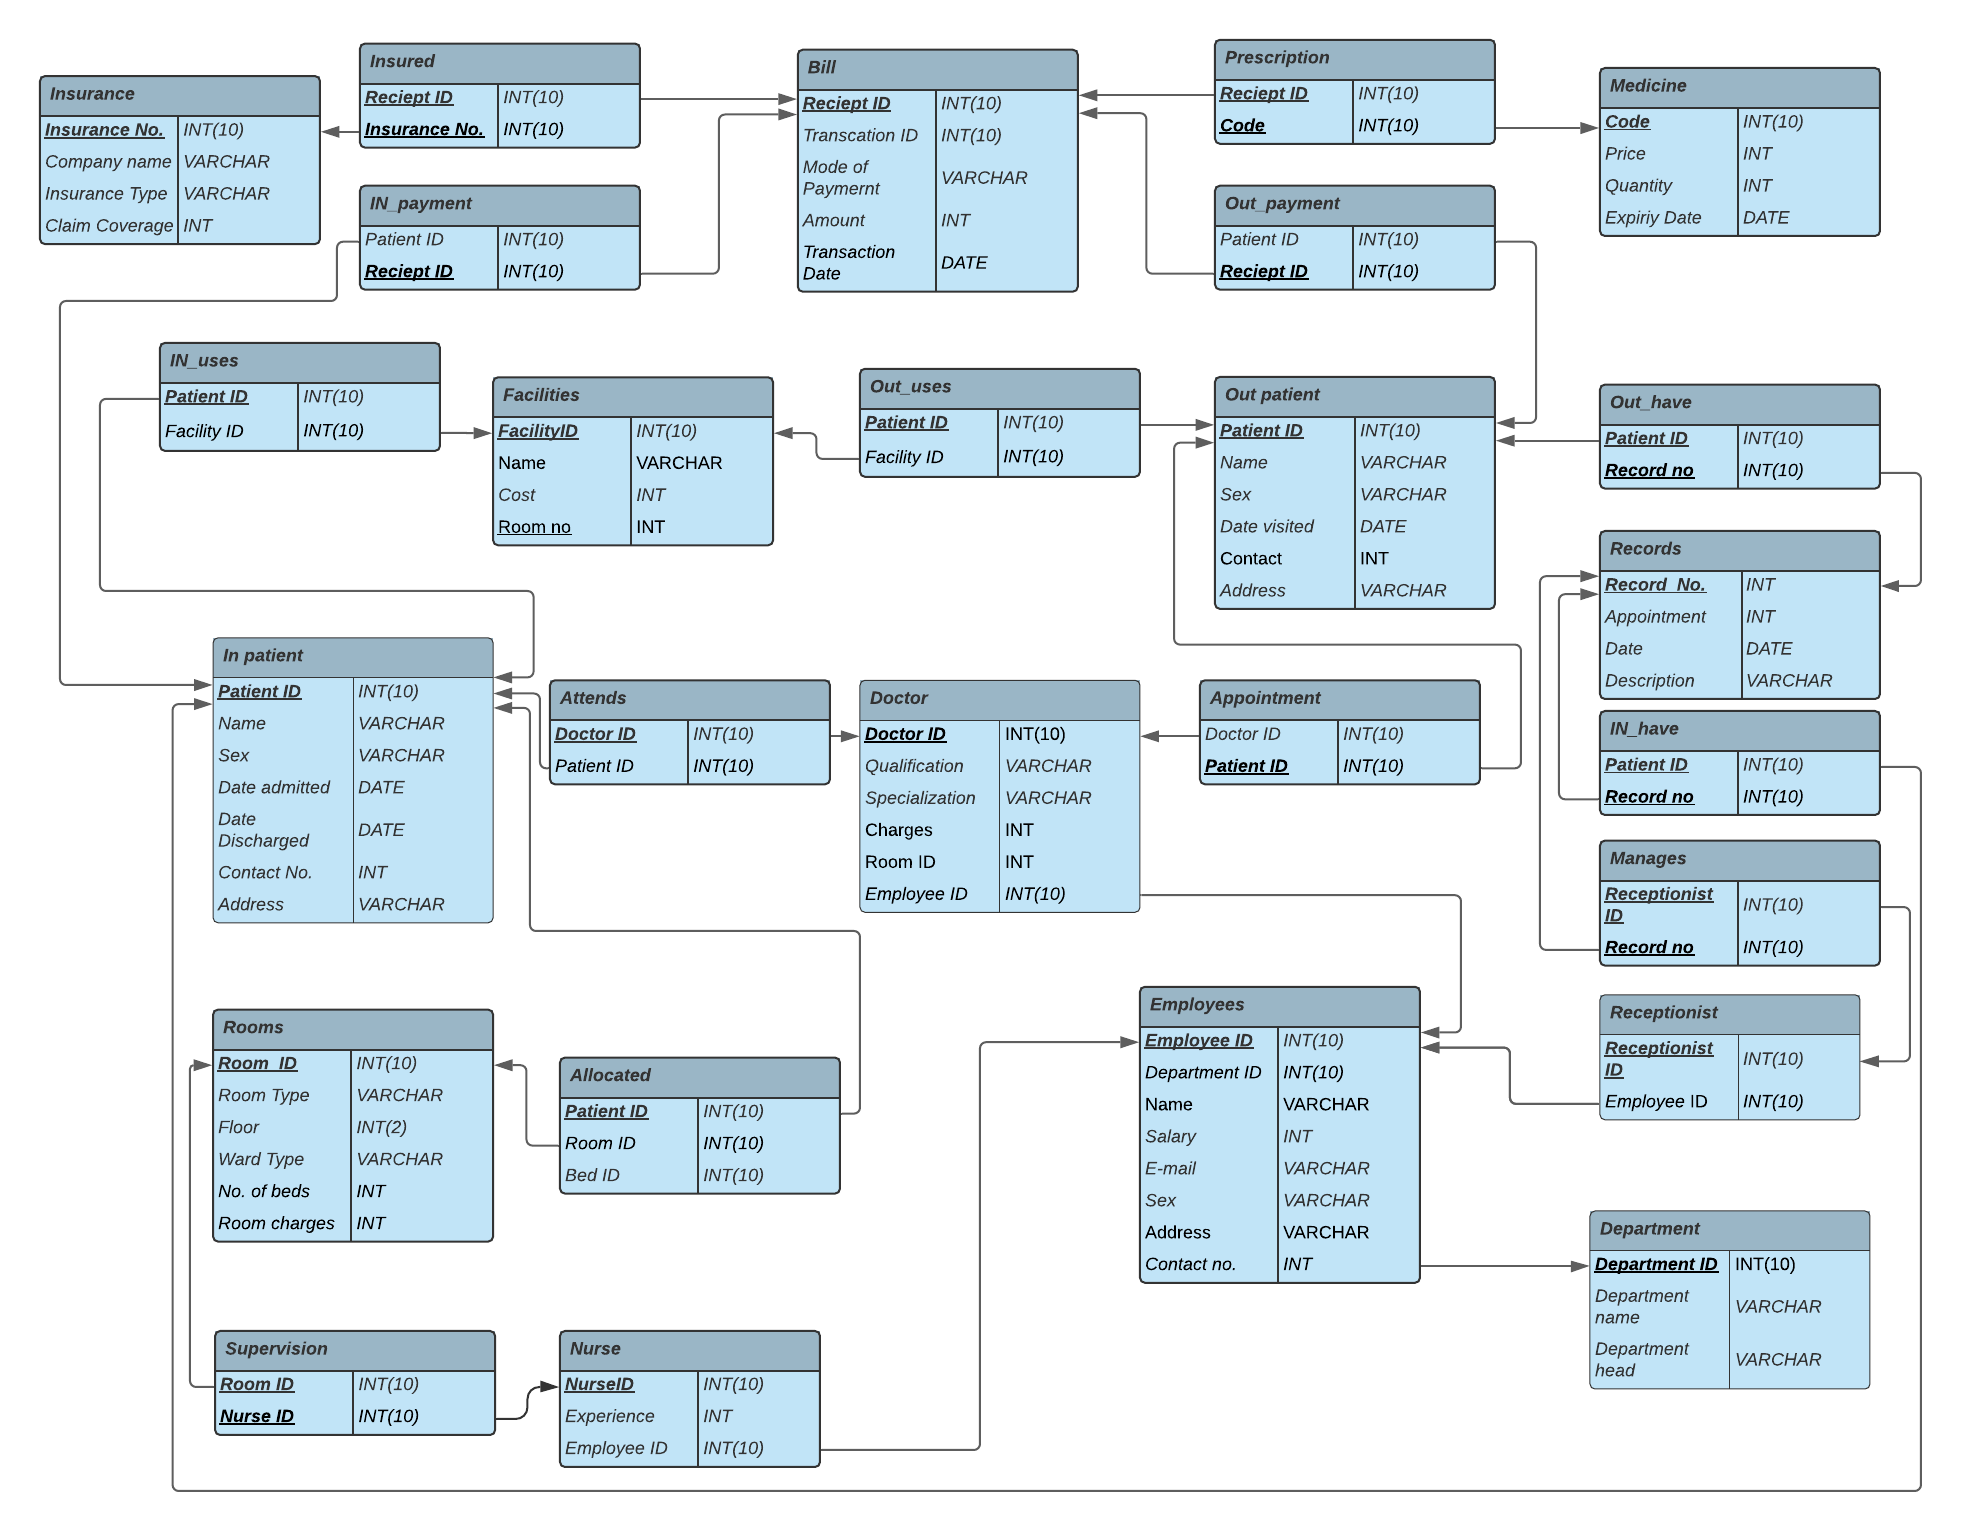 Insurance
Insurance No. INT(10)
Company name VARCHAR
Insurance Type VARCHAR
Claim Coverage INT
Insured
Reciept ID INT(10)
Insurance No. INT(10)
IN_payment
Patient ID INT(10)
Reciept ID INT(10)
Bill
Reciept ID INT(10)
Transcation ID INT(10)
Mode of
Paymernt VARCHAR
Amount INT
Transaction
Date DATE
Prescription
Reciept ID INT(10)
Code INT(10)
Out_payment
Patient ID INT(10)
Reciept ID INT(10)
Medicine
Code INT(10)
Price INT
Quantity INT
Expiriy Date DATE
IN_uses
Patient ID INT(10)
Facility ID INT(10)
Facilities
FacilityID INT(10)
Name VARCHAR
Cost INT
Room no INT
Out_uses
Patient ID INT(10)
Facility ID INT(10)
Out patient
Patient ID INT(10)
Name VARCHAR
Sex VARCHAR
Date visited DATE
Contact INT
Address VARCHAR
Out_have
Patient ID INT(10)
Record no INT(10)
Records
Record_No. INT
Appointment INT
Date DATE
Description VARCHAR
In patient
Patient ID INT(10)
Name VARCHAR
Sex VARCHAR
Date admitted DATE
Date
Discharged DATE
Contact No. INT
Address VARCHAR
Attends
Doctor ID INT(10)
Patient ID INT(10)
Doctor
Doctor ID INT(10)
Qualification VARCHAR
Specialization VARCHAR
Charges INT
Room ID INT
Employee ID INT(10)
Appointment
Doctor ID INT(10)
Patient ID INT(10)
IN_have
Patient ID INT(10)
Record no INT(10)
Manages
Receptionist
ID INT(10)
Record no INT(10)
Rooms
Room_ID INT(10)
Room Type VARCHAR
Floor INT(2)
Ward Type VARCHAR
No. of beds INT
Room charges INT
Allocated
Patient ID INT(10)
Room ID INT(10)
Bed ID INT(10)
Employees
Employee ID INT(10)
Department ID INT(10)
Name VARCHAR
Salary INT
E-mail VARCHAR
Sex VARCHAR
Address VARCHAR
Contact no. INT
Receptionist
Receptionist
ID INT(10)
Employee ID INT(10)
Department
Department ID INT(10)
Department
name VARCHAR
Department
head VARCHAR
Supervision
Room ID INT(10)
Nurse ID INT(10)
Nurse
NurseID INT(10)
Experience INT
Employee ID INT(10)